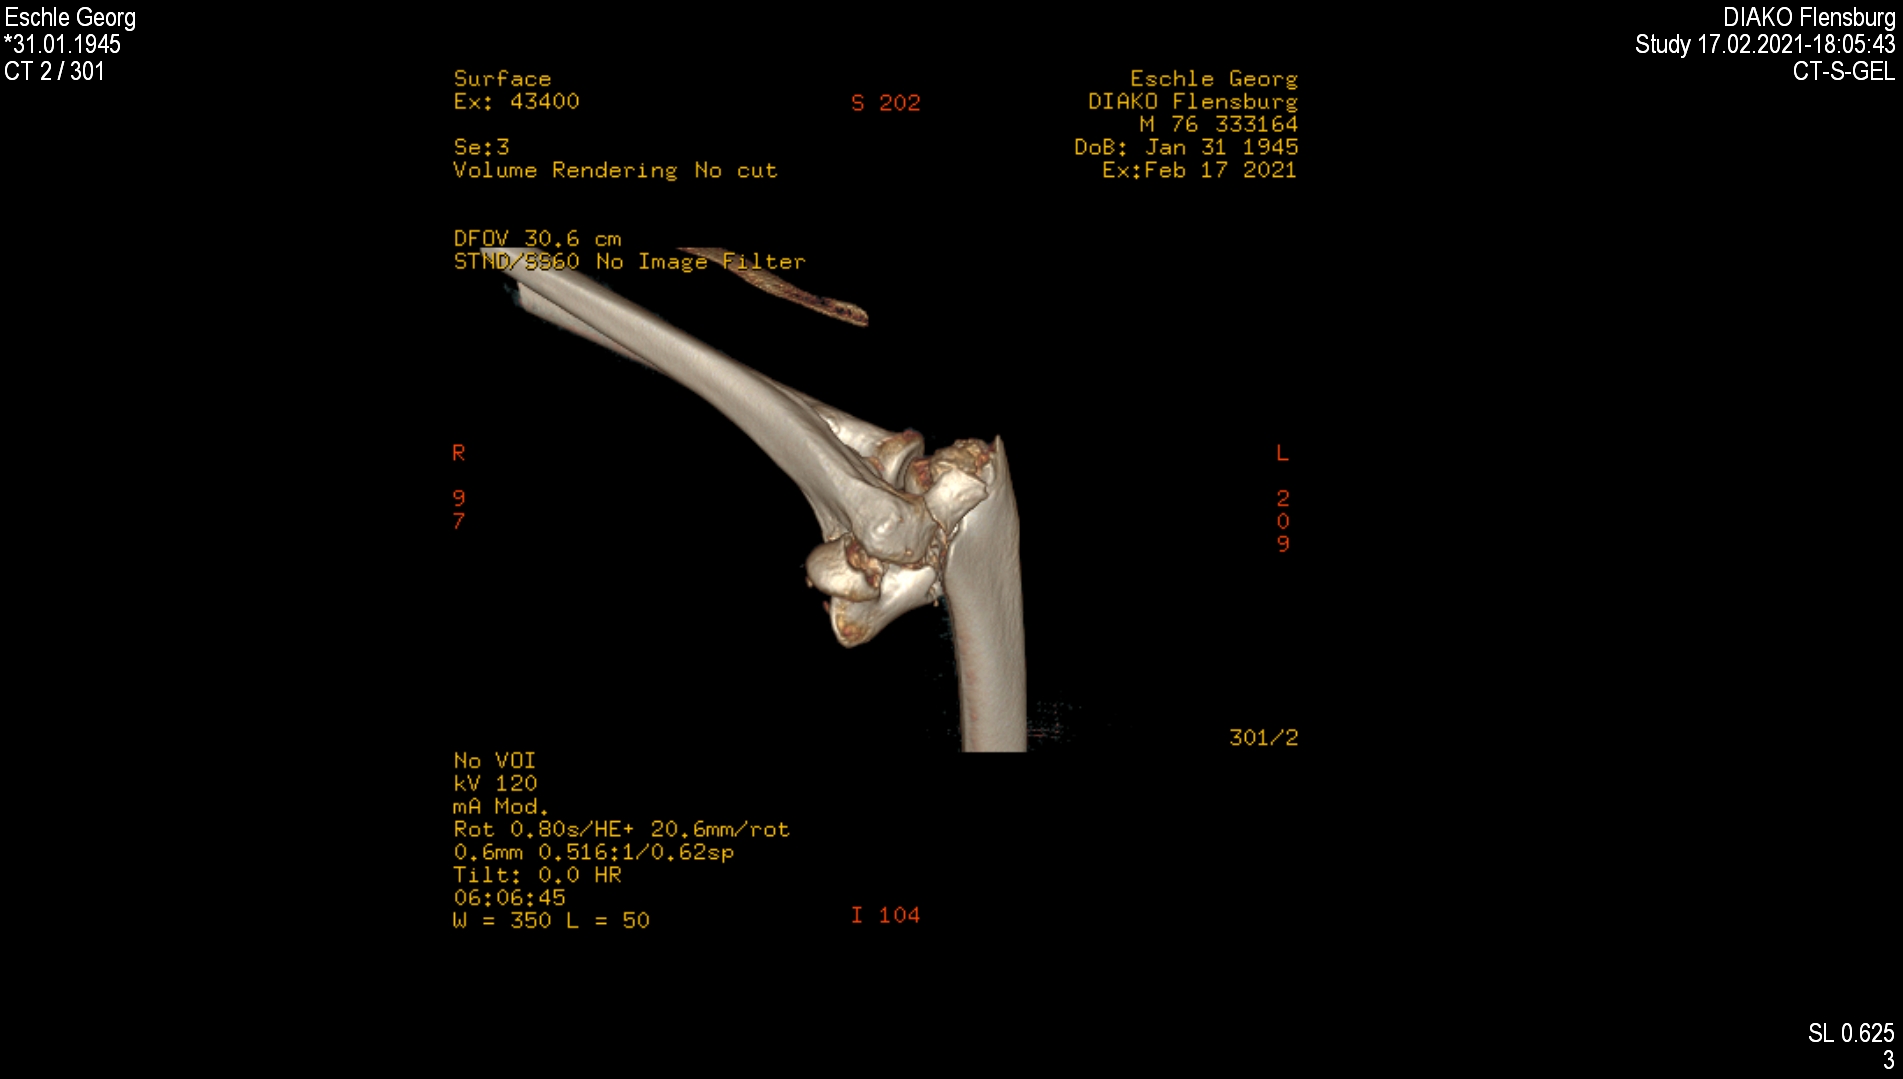 Eschle Georg
*31.01.1945
CT 2 / 301
DIAKO Flensburg
Study 17.02.2021-18:05:43
CT-S-GEL
Surface
Ex: 43400
Se:3
Volume Rendering No cut
S 202
Eschle Georg
DIAKO Flensburg
M 76 333164
DoB: Jan 31 1945
Ex:Feb 17 2021
DFOV 30.6 cm
STND/SS60 No Image Filter
R
9
7
L
2
0
9
301/2
No VOI
kV 120
mA Mod.
Rot 0.80s/HE+ 20.6mm/rot
0.6mm 0.516:1/0.62sp
Tilt: 0.0 HR
06:06:45
W = 350 L = 50
I 104
SL 0.625
3